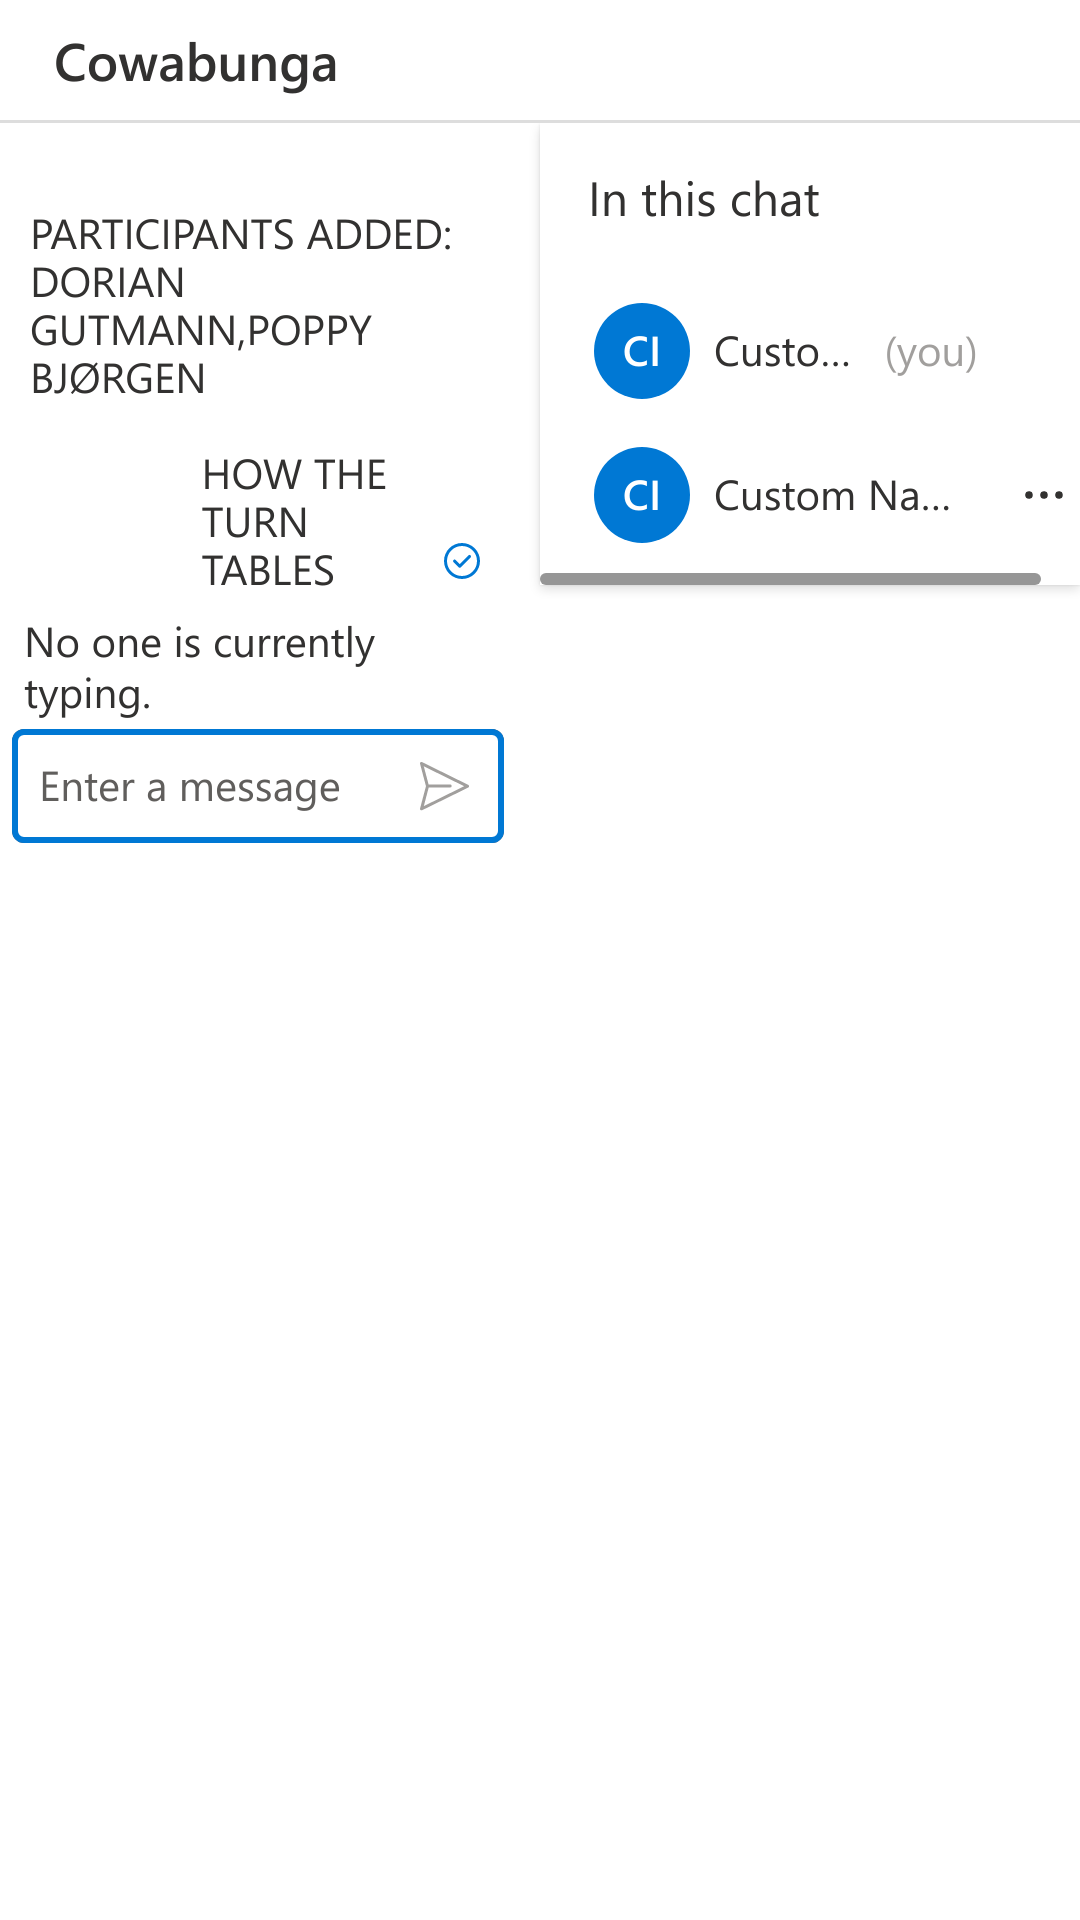 Cowabunga
PARTICIPANTS ADDED:
DORIAN
GUTMANN,POPPY
BJØRGEN
HOW THE
TURN
TABLES
No one is currently
typing.
Enter a message
In this chat
CI Custo... (you)
CI Custom Na...